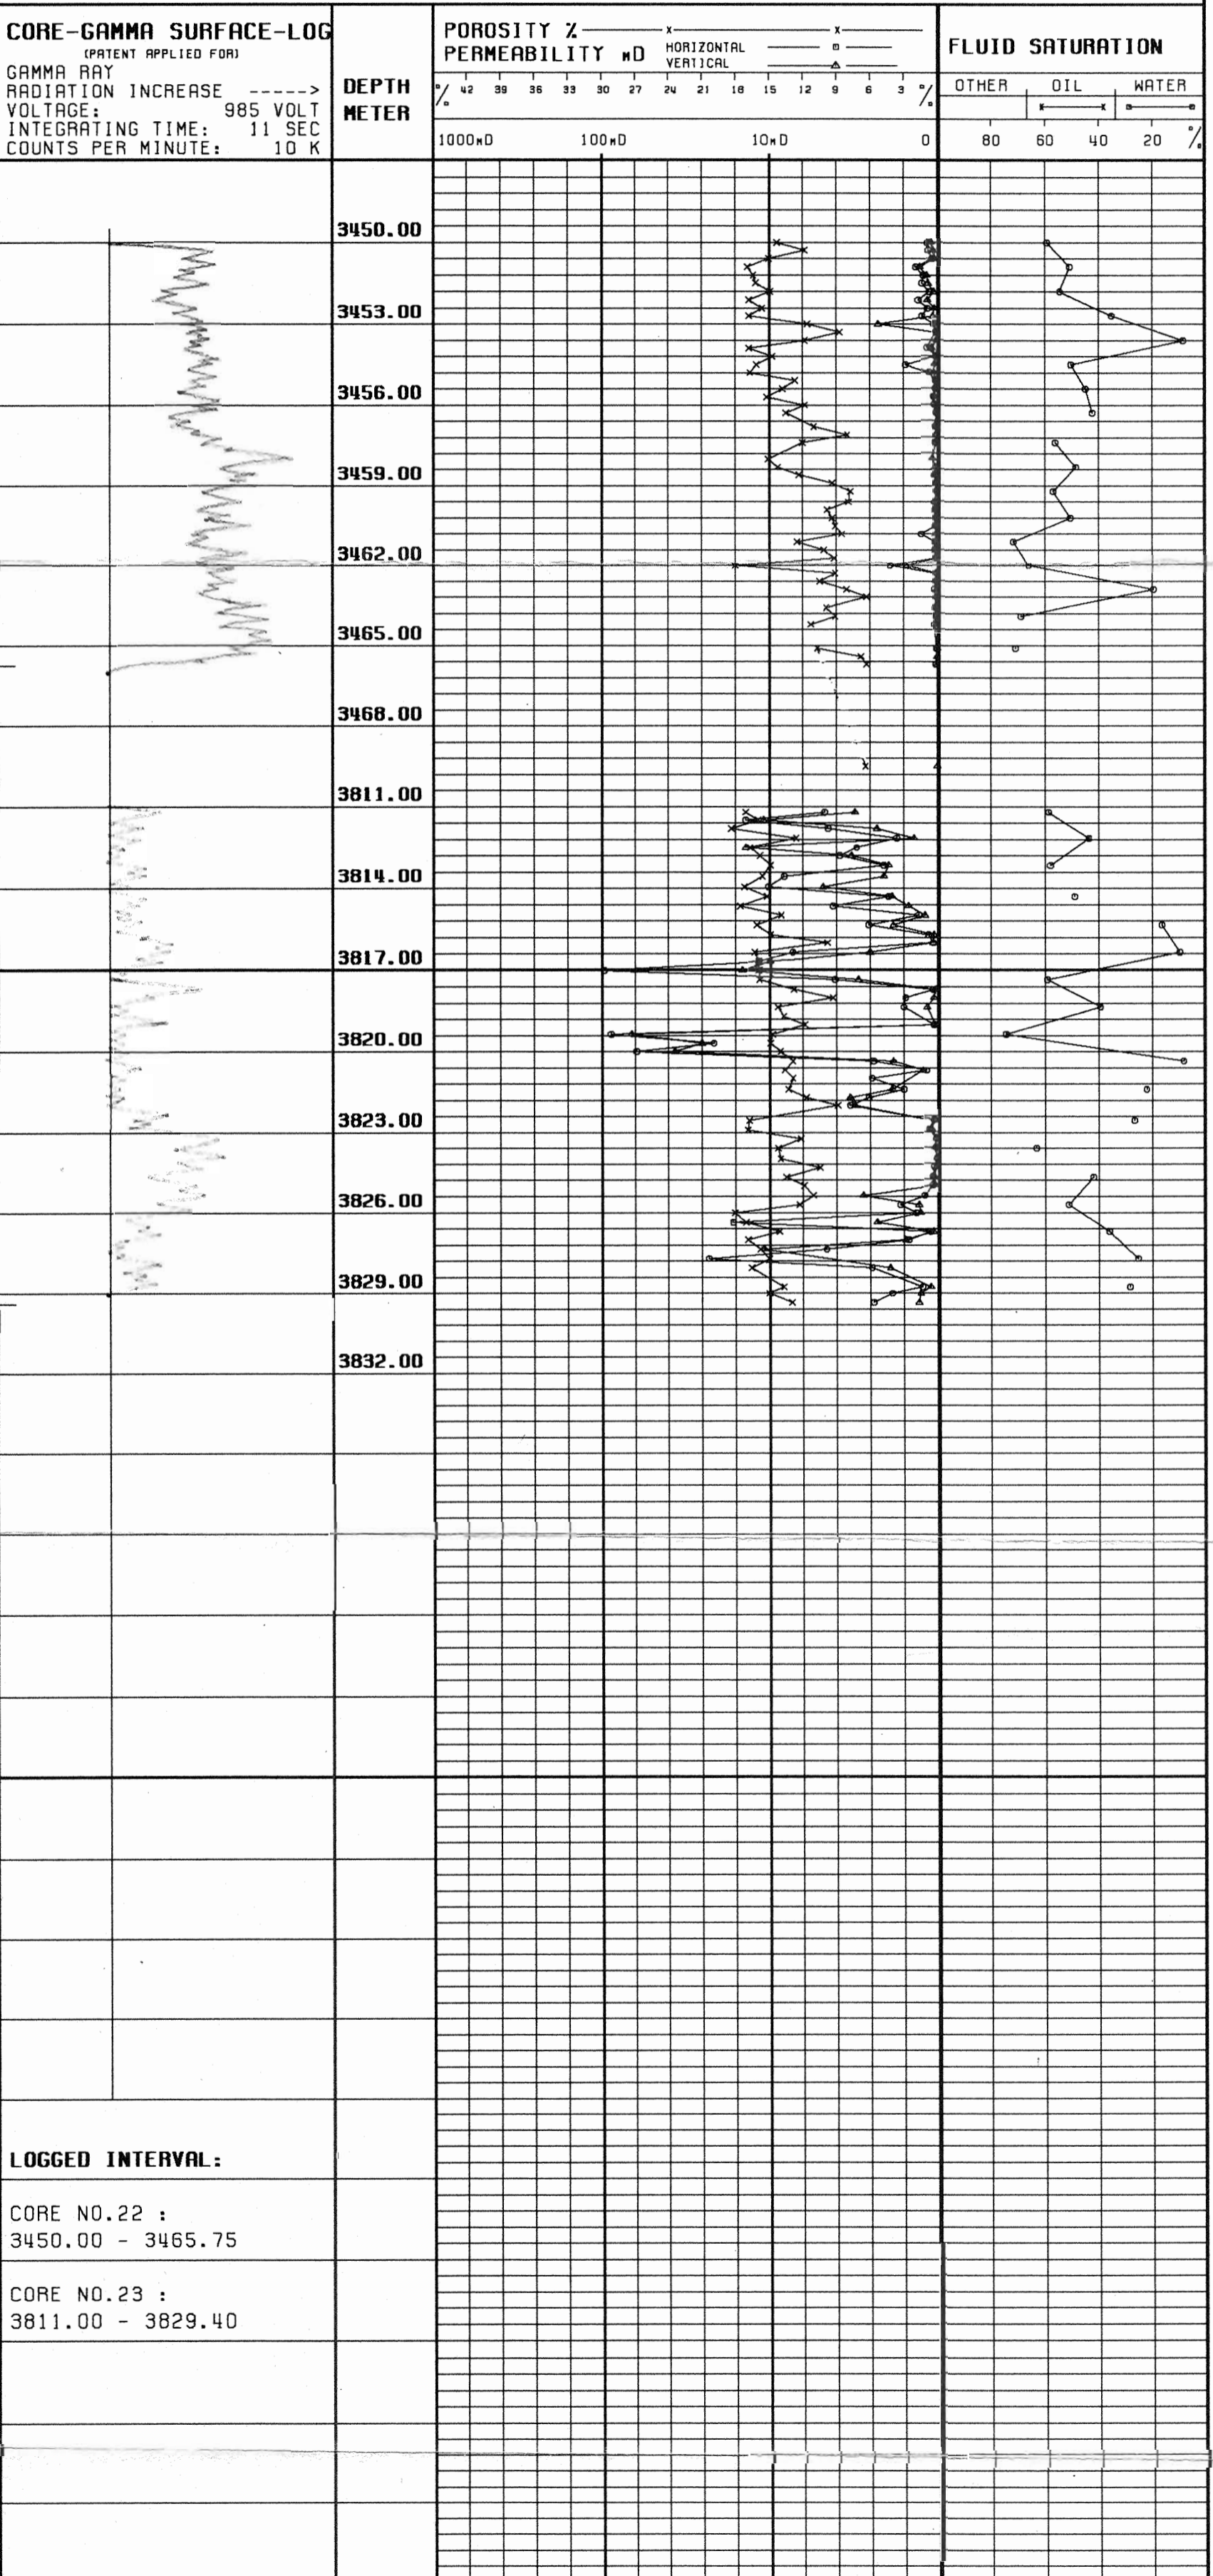 CORE-GAMMA SURFACE-LOG
(PATENT APPLIED FOR)
GAMMA RAY
RADIATION INCREASE ----->
VOLTAGE: 985 VOLT
INTEGRATING TIME: 11 SEC
COUNTS PER MINUTE: 10 K
DEPTH
METER
POROSITY %
PERMEABILITY mD HORIZONTAL
VERTICAL
% 42 39 36 33 30 27 24 21 18 15 12 9 6 3 %
1000mD 100mD 10mD 0
FLUID SATURATION
OTHER OIL WATER
80 60 40 20 %
3450.00
3453.00
3456.00
3459.00
3462.00
3465.00
3468.00
3811.00
3814.00
3817.00
3820.00
3823.00
3826.00
3829.00
3832.00
LOGGED INTERVAL:
CORE NO.22 :
3450.00 - 3465.75
CORE NO.23 :
3811.00 - 3829.40